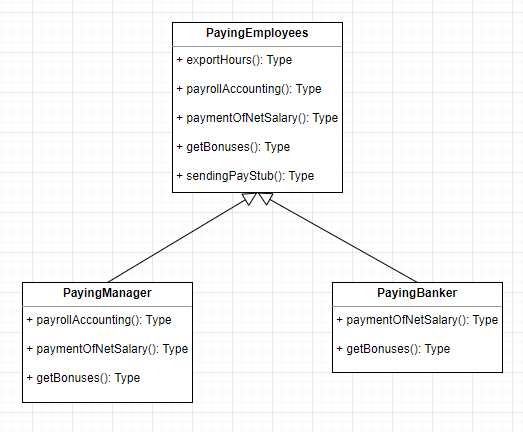 PayingEmployees
+ exportHours(): Type
+ payrollAccounting(): Type
+ paymentOfNetSalary(): Type
+ getBonuses(): Type
+ sendingPayStub(): Type
PayingManager
+ payrollAccounting(): Type
+ paymentOfNetSalary(): Type
+ getBonuses(): Type
PayingBanker
+ paymentOfNetSalary(): Type
+ getBonuses(): Type